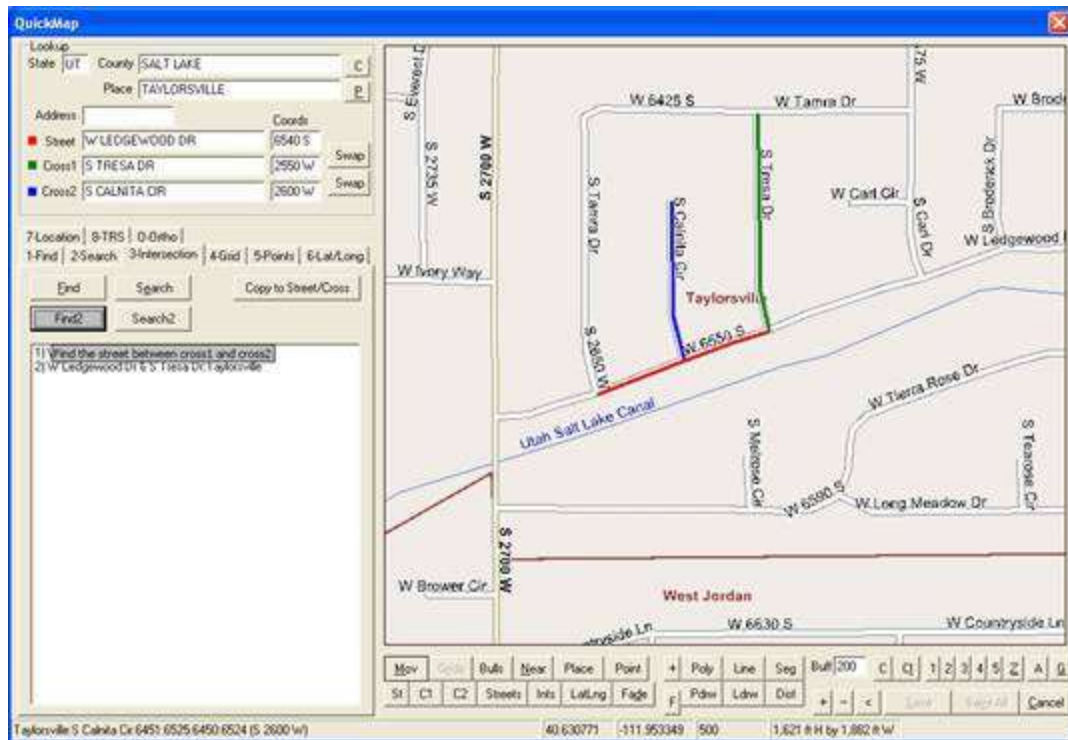 QuickMap
Lookup
State UT County SALT LAKE C
Place TAYLORSVILLE P
Address Coords
Street W LEDGEWOOD DR 6540 S
Swap
Cross1 S TRESA DR 2550 W
Swap
Cross2 S CALNITA CIR 2600 W
7-Location 8-TRS 0-Ortho
1-Find 2-Search 3-Intersection 4-Grid 5-Points 6-Lat/Long
Find Search Copy to Street/Cross
Find2 Search2
1) Find the street between cross1 and cross2
2) W Ledgewood Dr & S Tresa Dr:Taylorsville
S 2735 W
S 2700 W
W 6425 S
W Tamra Dr
S Tamra Dr
S Calnita Cir
S Tresa Dr
W Carl Cir
S Carl Dr
S Broderick Dr
W Ledgewood
W Ivory Way
Taylorsvill
W 6550 S
S 2650 W
Utah Salt Lake Canal
W Tierra Rose Dr
S Melrose Cir
S Tearose Cir
W 6590 S
W Long Meadow Dr
S 2700 W
W Brower Cir
West Jordan
W 6630 S
W Countryside Ln
ntryside Ln
Mov Bulls Near Place Point + Poly Line Seg Buff 200 C Q 1 2 3 4 5 Z A G
St C1 C2 Streets Ints LatLng Fade F Pdrw Ldrw Dist + - < Save Save All Cancel
Taylorsville S Calnita Cir 6451:6525:6450:6524 (S 2600 W) 40.630771 -111.953349 500 1,621 ft H by 1,882 ft W